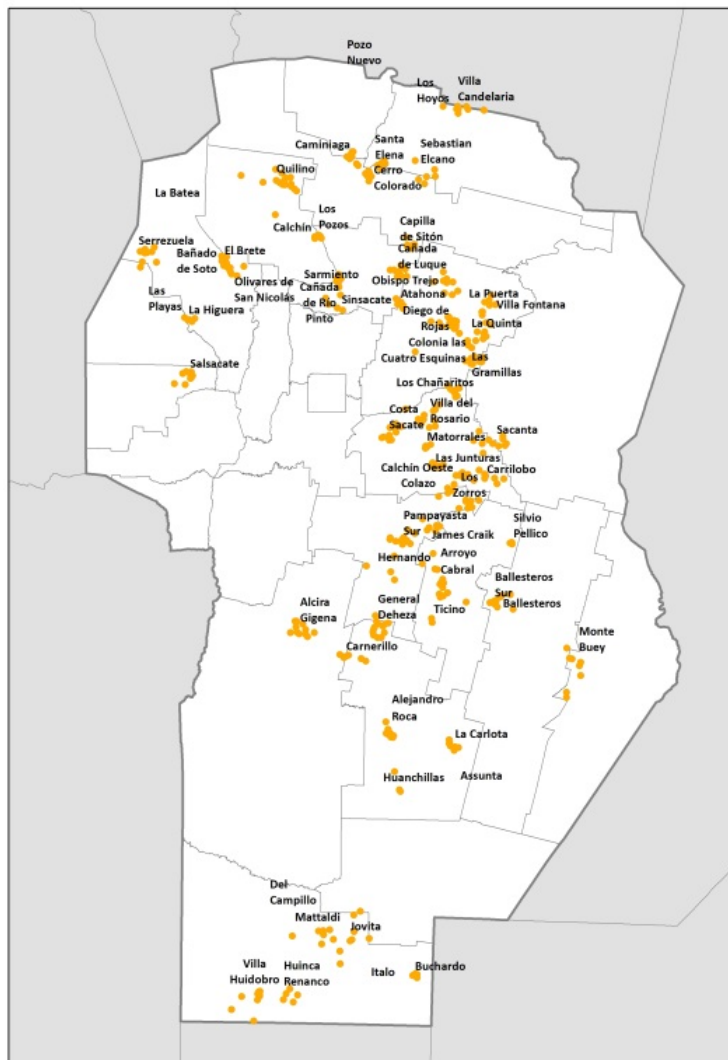 Pozo
Nuevo
Los
Hoyos
Villa
Candelaria
Caminiaga
Santa
Elena
Sebastian
Elcano
Quilino
Cerro
Colorado
La Batea
Calchín
Los
Pozos
Capilla
de Sitón
Serrezuela
Bañado
de Soto
El Brete
Cañada
de Luque
Olivares de
San Nicolás
Sarmiento
Cañada
de Rio
Pinto
Sinsacate
Obispo Trejo
Atahona
La Puerta
Villa Fontana
Las
Playas
La Higuera
Diego de
Rojas
La Quinta
Colonia las
Cuatro Esquinas
Las
Gramillas
Salsacate
Los Chañaritos
Costa
Sacate
Villa del
Rosario
Matorrales
Sacanta
Las Junturas
Calchín Oeste
Colazo
Los
Zorros
Carrilobo
Pampayasta
Sur
James Craik
Silvio
Pellico
Hernando
Arroyo
Cabral
Ballesteros
Sur
Ballesteros
Alcira
Gigena
General
Deheza
Ticino
Monte
Buey
Carnerillo
Alejandro
Roca
La Carlota
Huanchillas
Assunta
Del
Campillo
Mattaldi
Jovita
Villa
Huidobro
Huinca
Renanco
Italo
Buchardo